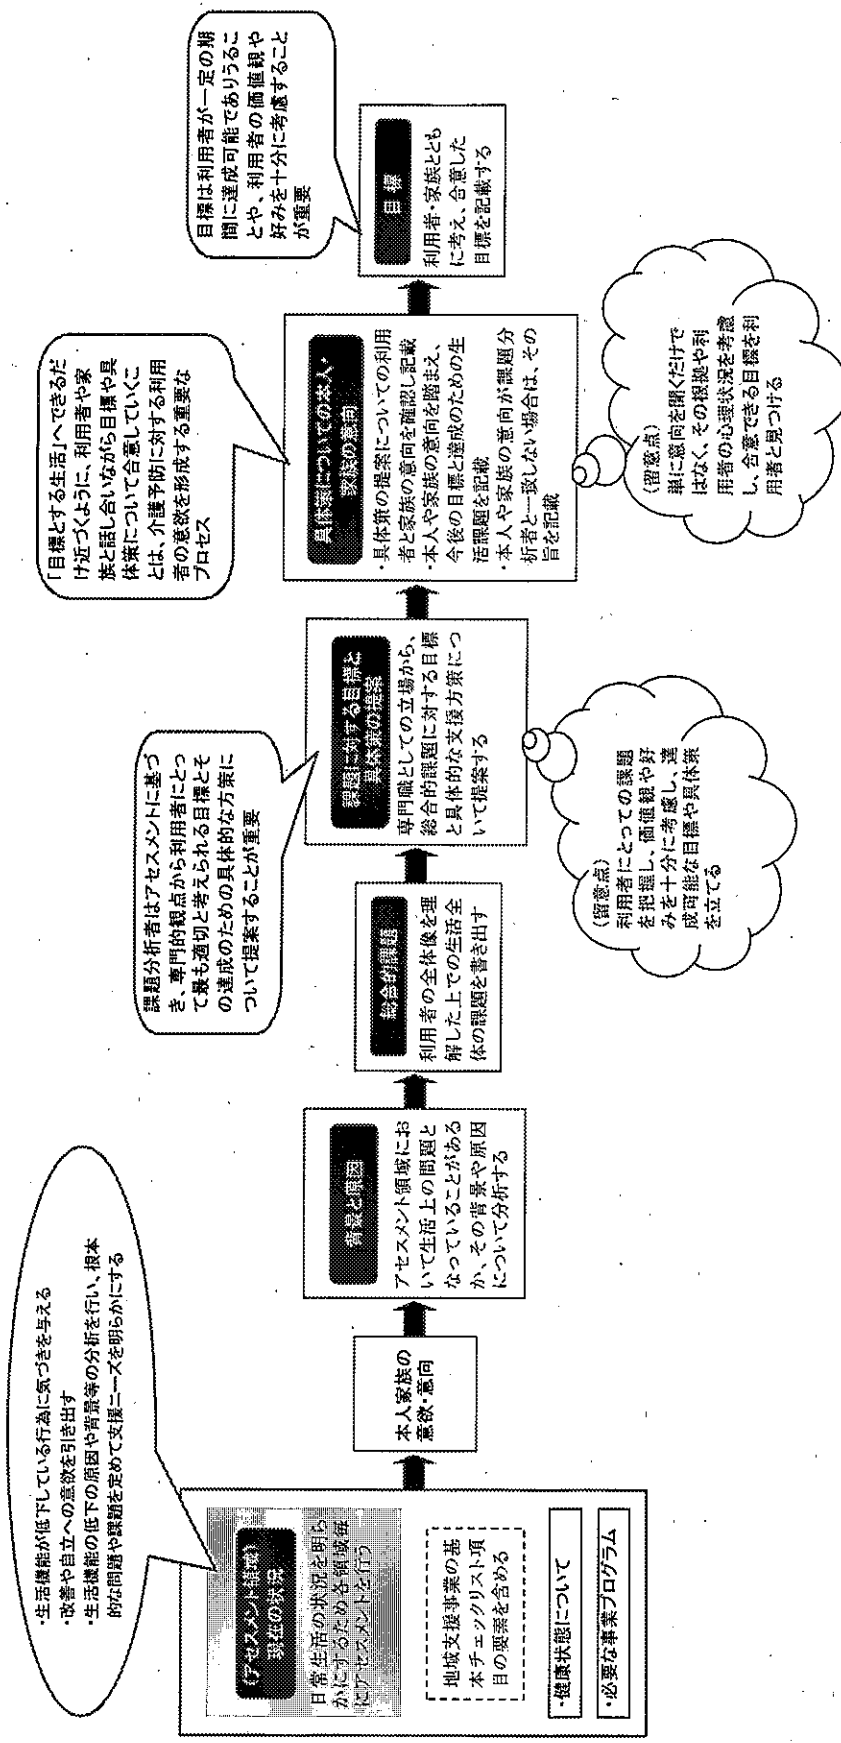 ・生活機能が低下している行為に気づきを与える
・改善や自立への意欲を引き出す
・生活機能の低下の原因や背景等の分析を行い、根本
的な問題や課題を定めて支援ニーズを明らかにする
(アセスメント領域)
現在の状況
日常生活の状況を明ら
かにするため各領域毎
にアセスメントを行う
地域支援事業の基
本チェックリスト項
目の要素を含める
・健康状態について
・必要な事業プログラム
本人家族の
意欲・意向
背景と原因
アセスメント領域にお
いて生活上の問題と
なっていることがある
か、その背景や原因
について分析する
総合的課題
利用者の全体像を理
解した上での生活全
体の課題を書き出す
課題分析者はアセスメントに基づ
き、専門的観点から利用者にとっ
て最も適切と考えられる目標とそ
の達成のための具体的な方策に
ついて提案することが重要
課題に対する目標と
具体策の提案
専門職としての立場から、
総合的課題に対する目標
と具体的な支援方策につ
いて提案する
(留意点)
利用者にとっての課題
を把握し、価値観や好
みを十分に考慮し、達
成可能な目標や具体策
を立てる
「目標とする生活」へできるだ
け近づくように、利用者や家
族と話し合いながら目標や具
体策について合意していくこ
とは、介護予防に対する利用
者の意欲を形成する重要な
プロセス
具体策についての本人・
家族の意向
・具体策の提案についての利用
者と家族の意向を確認し記載
・本人や家族の意向を踏まえ、
今後の目標と達成のための生
活課題を記載
・本人や家族の意向が課題分
析者と一致しない場合は、その
旨を記載
(留意点)
単に意向を聞くだけで
はなく、その根拠や利
用者の心理状況を考慮
し、合意できる目標を利
用者と見つける
目標は利用者が一定の期
間に達成可能でありうるこ
とや、利用者の価値観や
好みを十分に考慮すること
が重要
目標
利用者・家族ととも
に考え、合意した
目標を記載する